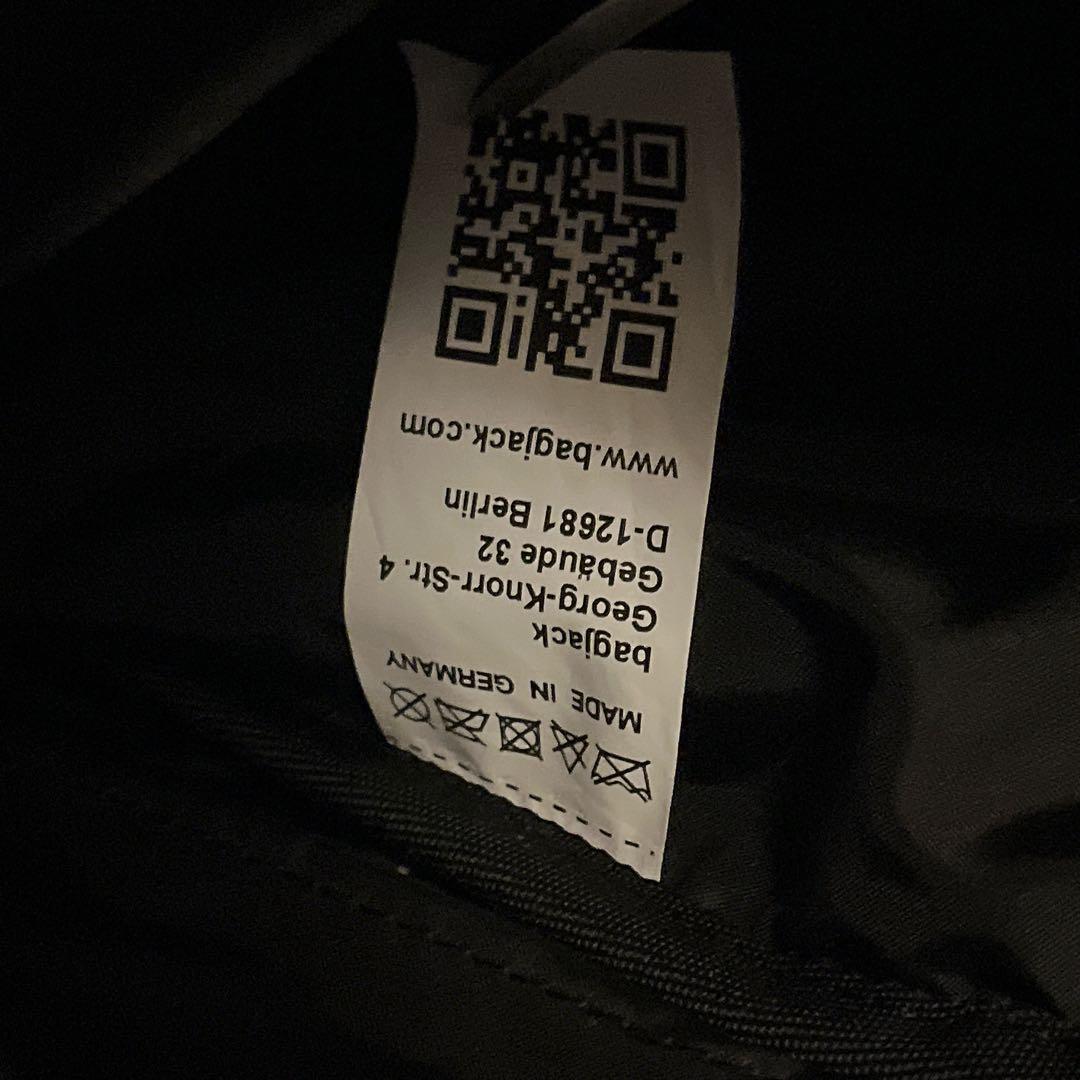 MADE IN GERMANY
bagjack
Georg-Knorr-Str. 4
Gebäude 32
D-12681 Berlin
www.bagjack.com